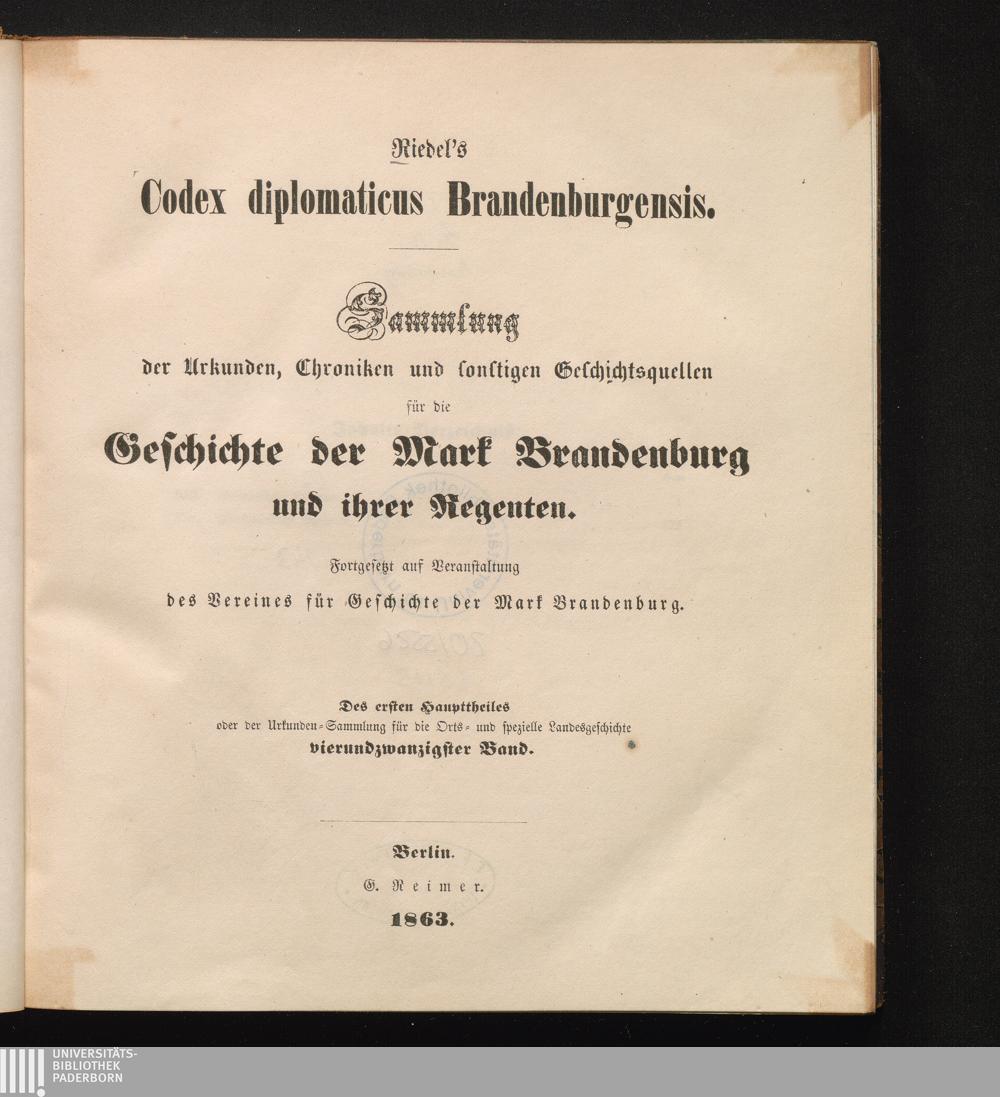 Riedel's
Codex diplomaticus Brandenburgensis.
Sammlung
der Urkunden, Chroniken und sonstigen Geschichtsquellen
für die
Geschichte der Mark Brandenburg
und ihrer Regenten.
Fortgesetzt auf Veranstaltung
des Vereines für Geschichte der Mark Brandenburg.
Des ersten Haupttheiles
oder der Urkunden-Sammlung für die Orts- und spezielle Landesgeschichte
vierundzwanzigster Band.
Berlin.
G. Reimer.
1863.
UNIVERSITÄTS-
BIBLIOTHEK
PADERBORN